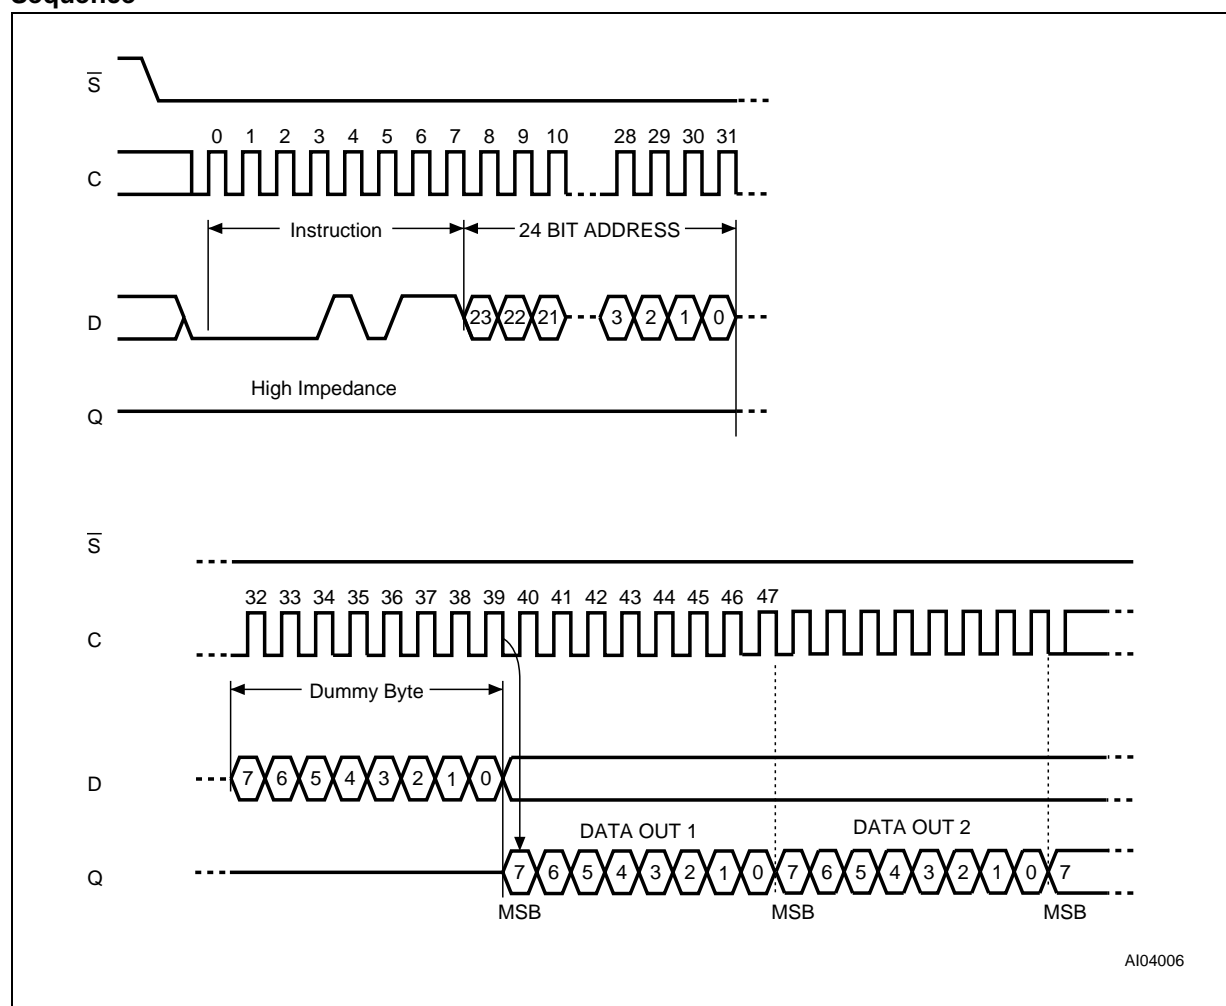 S
0 1 2 3 4 5 6 7 8 9 10 28 29 30 31
C
Instruction 24 BIT ADDRESS
D 23 22 21 3 2 1 0
High Impedance
Q
S
32 33 34 35 36 37 38 39 40 41 42 43 44 45 46 47
C
Dummy Byte
D 7 6 5 4 3 2 1 0
DATA OUT 1 DATA OUT 2
Q 7 6 5 4 3 2 1 0 7 6 5 4 3 2 1 0 7
MSB MSB MSB
AI04006